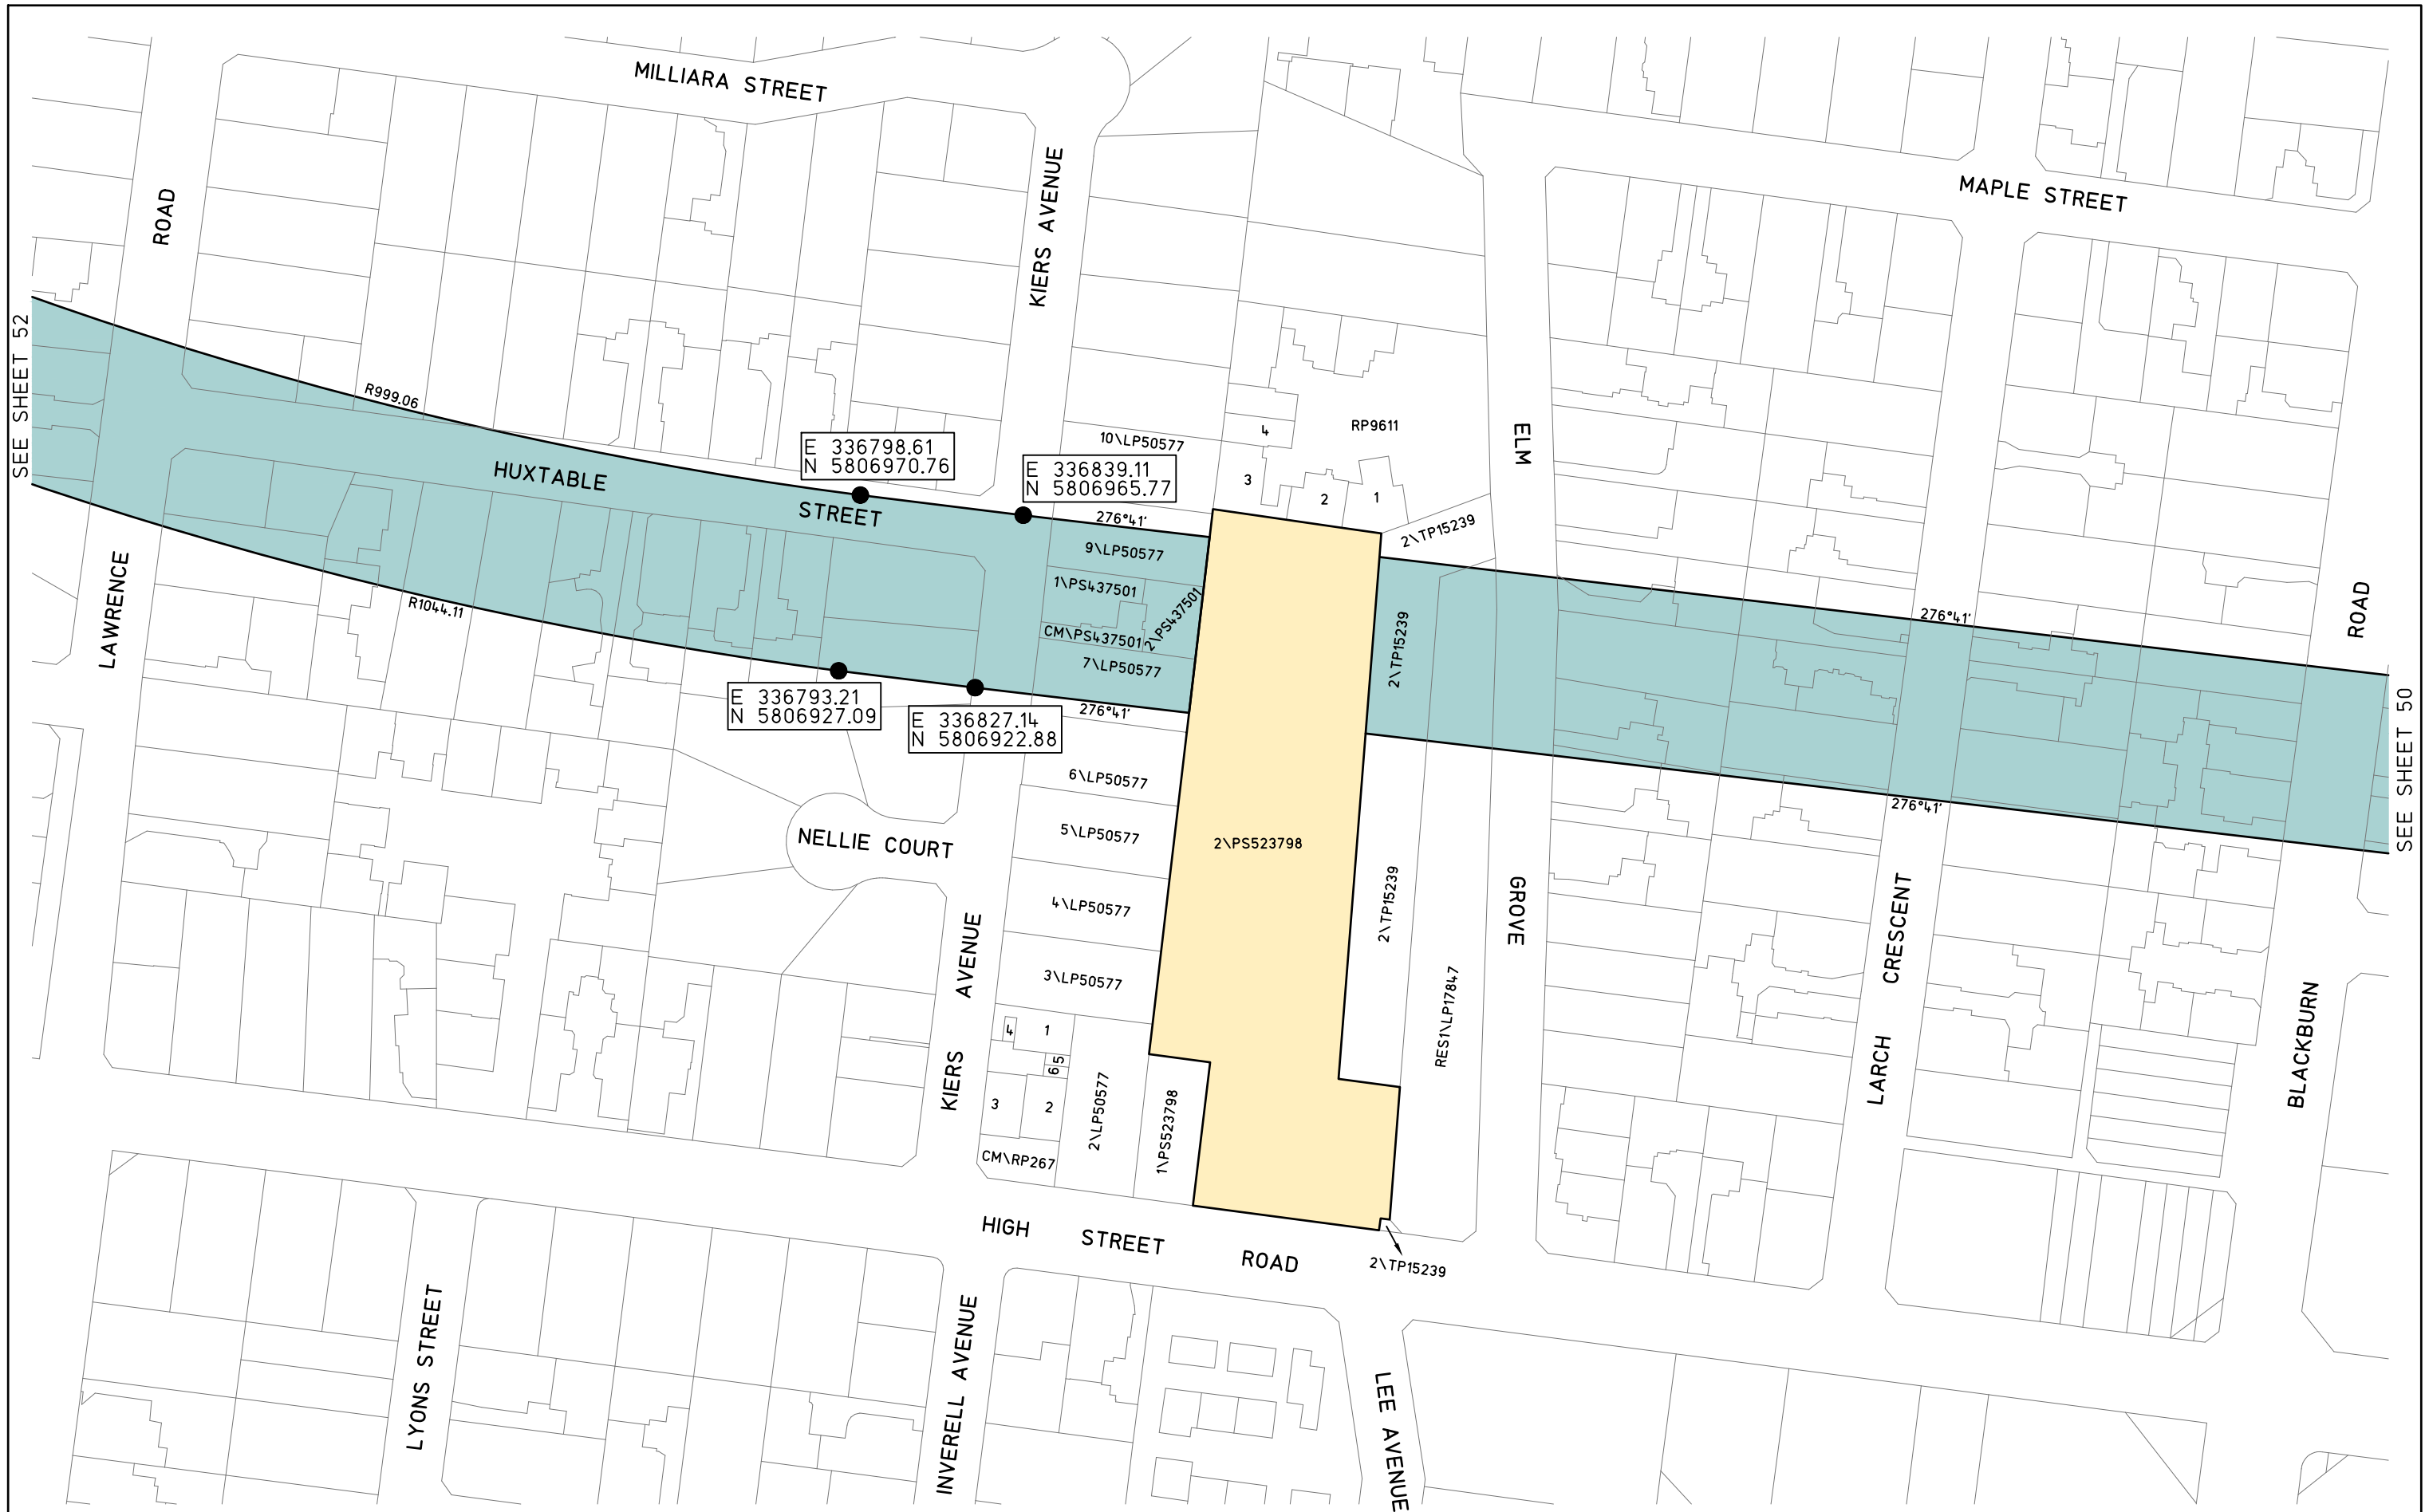 MILLIARA STREET
MAPLE STREET
ROAD
KIERS AVENUE
SEE SHEET 52
R999.06
10\LP50577
4
RP9611
ELM
E 336798.61
N 5806970.76
E 336839.11
N 5806965.77
3
2
1
HUXTABLE
STREET
276°41'
2\TP15239
9\LP50577
1\PS437501
2\PS437501
CM\PS437501
7\LP50577
LAWRENCE
R1044.11
2\TP15239
276°41'
ROAD
E 336793.21
N 5806927.09
E 336827.14
N 5806922.88
276°41'
SEE SHEET 50
6\LP50577
276°41'
5\LP50577
NELLIE COURT
2\PS523798
4\LP50577
2\TP15239
GROVE
CRESCENT
AVENUE
3\LP50577
RES1\LP17847
4
1
5
6
3
2
KIERS
2\LP50577
1\PS523798
LARCH
BLACKBURN
CM\RP267
HIGH
STREET
ROAD
2\TP15239
LYONS STREET
INVERELL AVENUE
LEE AVENUE